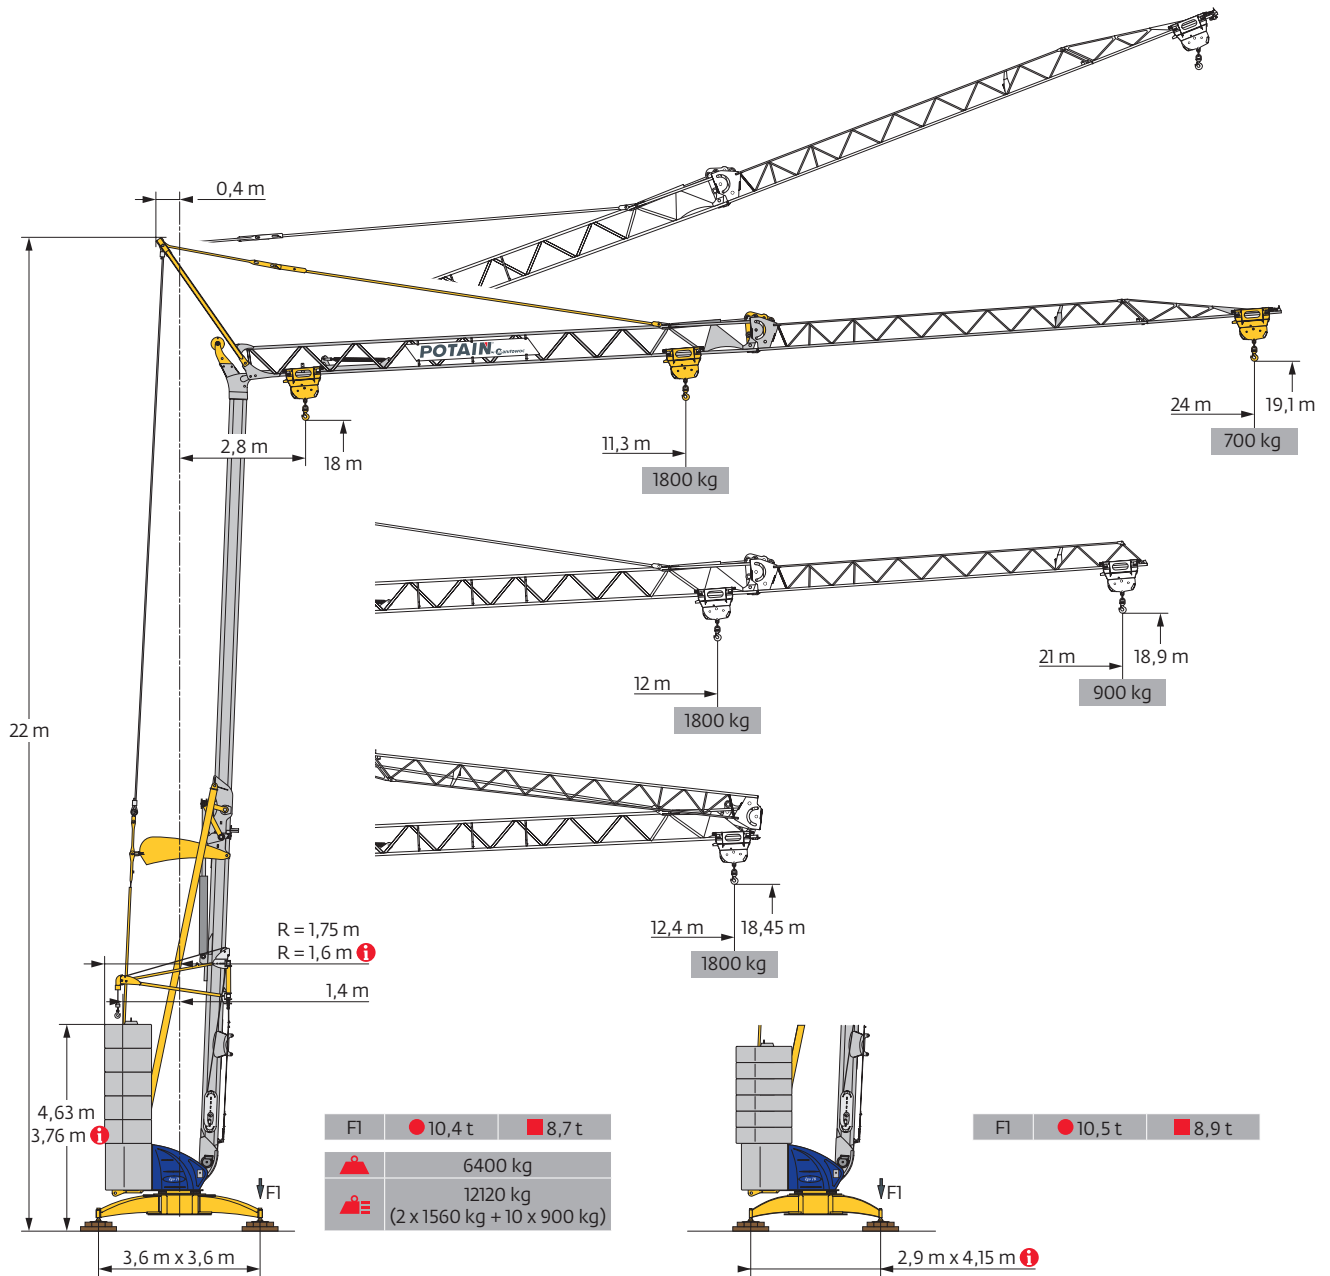 0,4 m
POTAIN
Manitowoc
2,8 m
18 m
11,3 m
1800 kg
24 m
19,1 m
700 kg
22 m
12 m
1800 kg
21 m
18,9 m
900 kg
12,4 m
18,45 m
1800 kg
R = 1,75 m
R = 1,6 m i
1,4 m
4,63 m
3,76 m i
F1
3,6 m x 3,6 m
F1 10,4 t 8,7 t
6400 kg
12120 kg
(2 x 1560 kg + 10 x 900 kg)
F1
2,9 m x 4,15 m i
F1 10,5 t 8,9 t